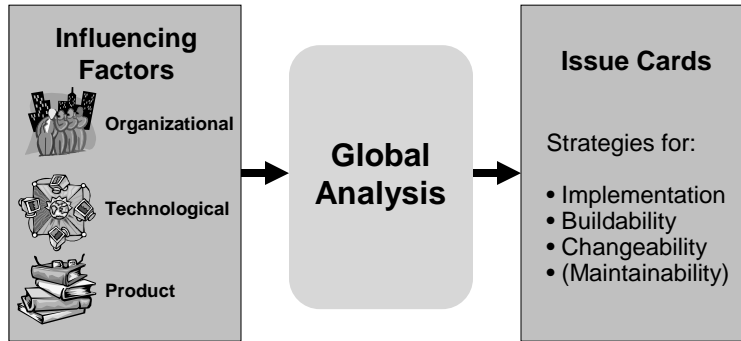 Influencing
Factors
Organizational
Technological
Product
Global
Analysis
Issue Cards
Strategies for:
• Implementation
• Buildability
• Changeability
• (Maintainability)